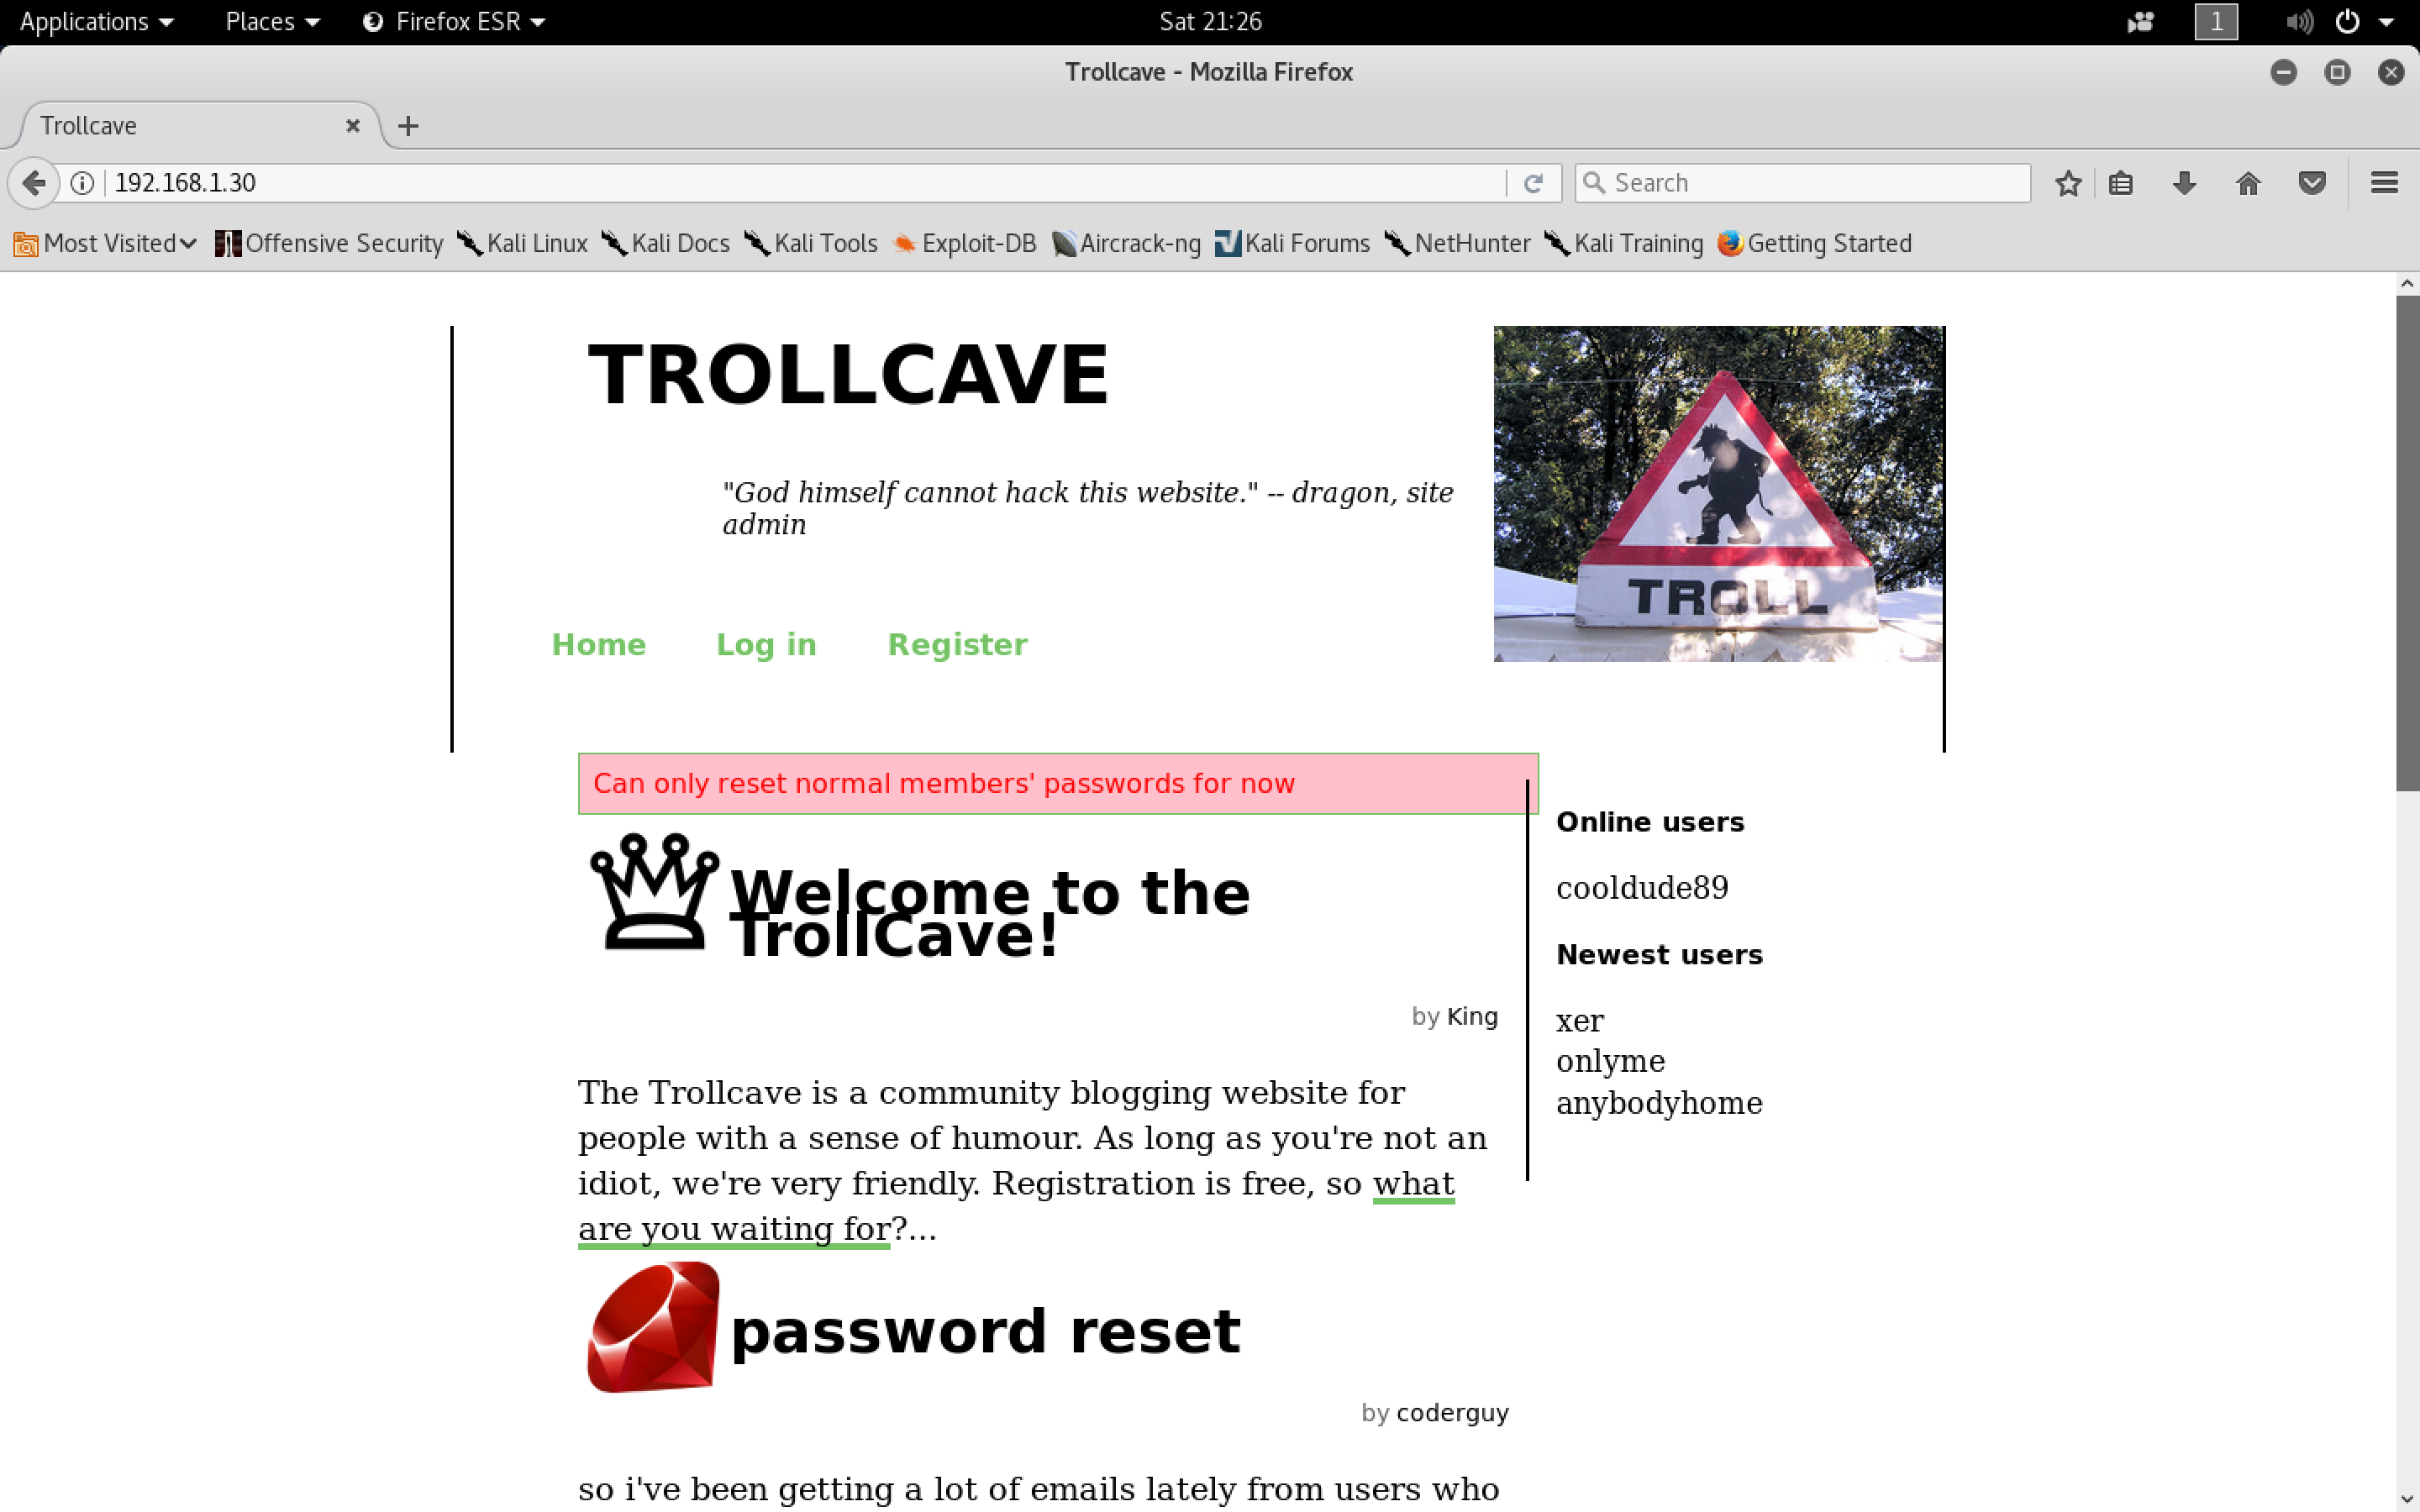 Applications Places Firefox ESR Sat 21:26 1
Trollcave - Mozilla Firefox
Trollcave
192.168.1.30 Search
Most Visited Offensive Security Kali Linux Kali Docs Kali Tools Exploit-DB Aircrack-ng Kali Forums NetHunter Kali Training Getting Started
TROLLCAVE
"God himself cannot hack this website." -- dragon, site
admin
TROLL
Home Log in Register
Can only reset normal members' passwords for now
Welcome to the
TrollCave!
by King
The Trollcave is a community blogging website for
people with a sense of humour. As long as you're not an
idiot, we're very friendly. Registration is free, so what
are you waiting for?...
password reset
by coderguy
so i've been getting a lot of emails lately from users who
Online users
cooldude89
Newest users
xer
onlyme
anybodyhome